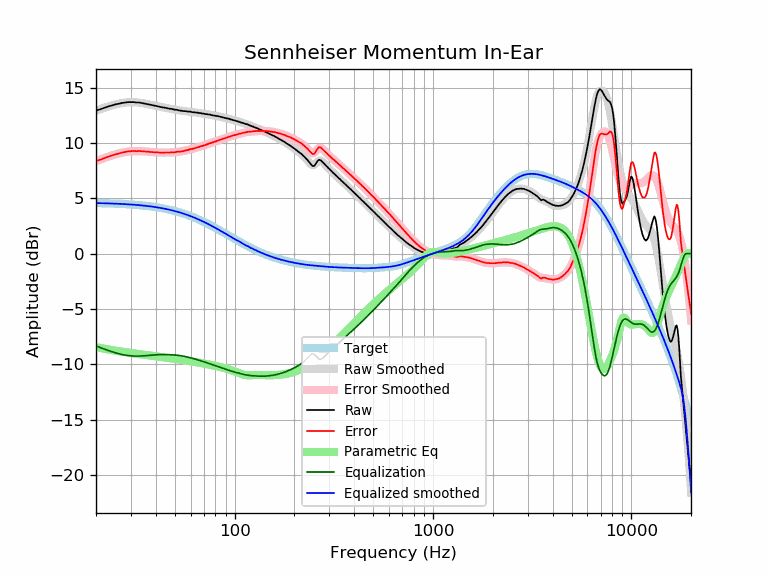 Sennheiser Momentum In-Ear
15
10
5
0
−5
−10
−15
−20
Amplitude (dBr)
Target
Raw Smoothed
Error Smoothed
Raw
Error
Parametric Eq
Equalization
Equalized smoothed
100
1000
10000
Frequency (Hz)